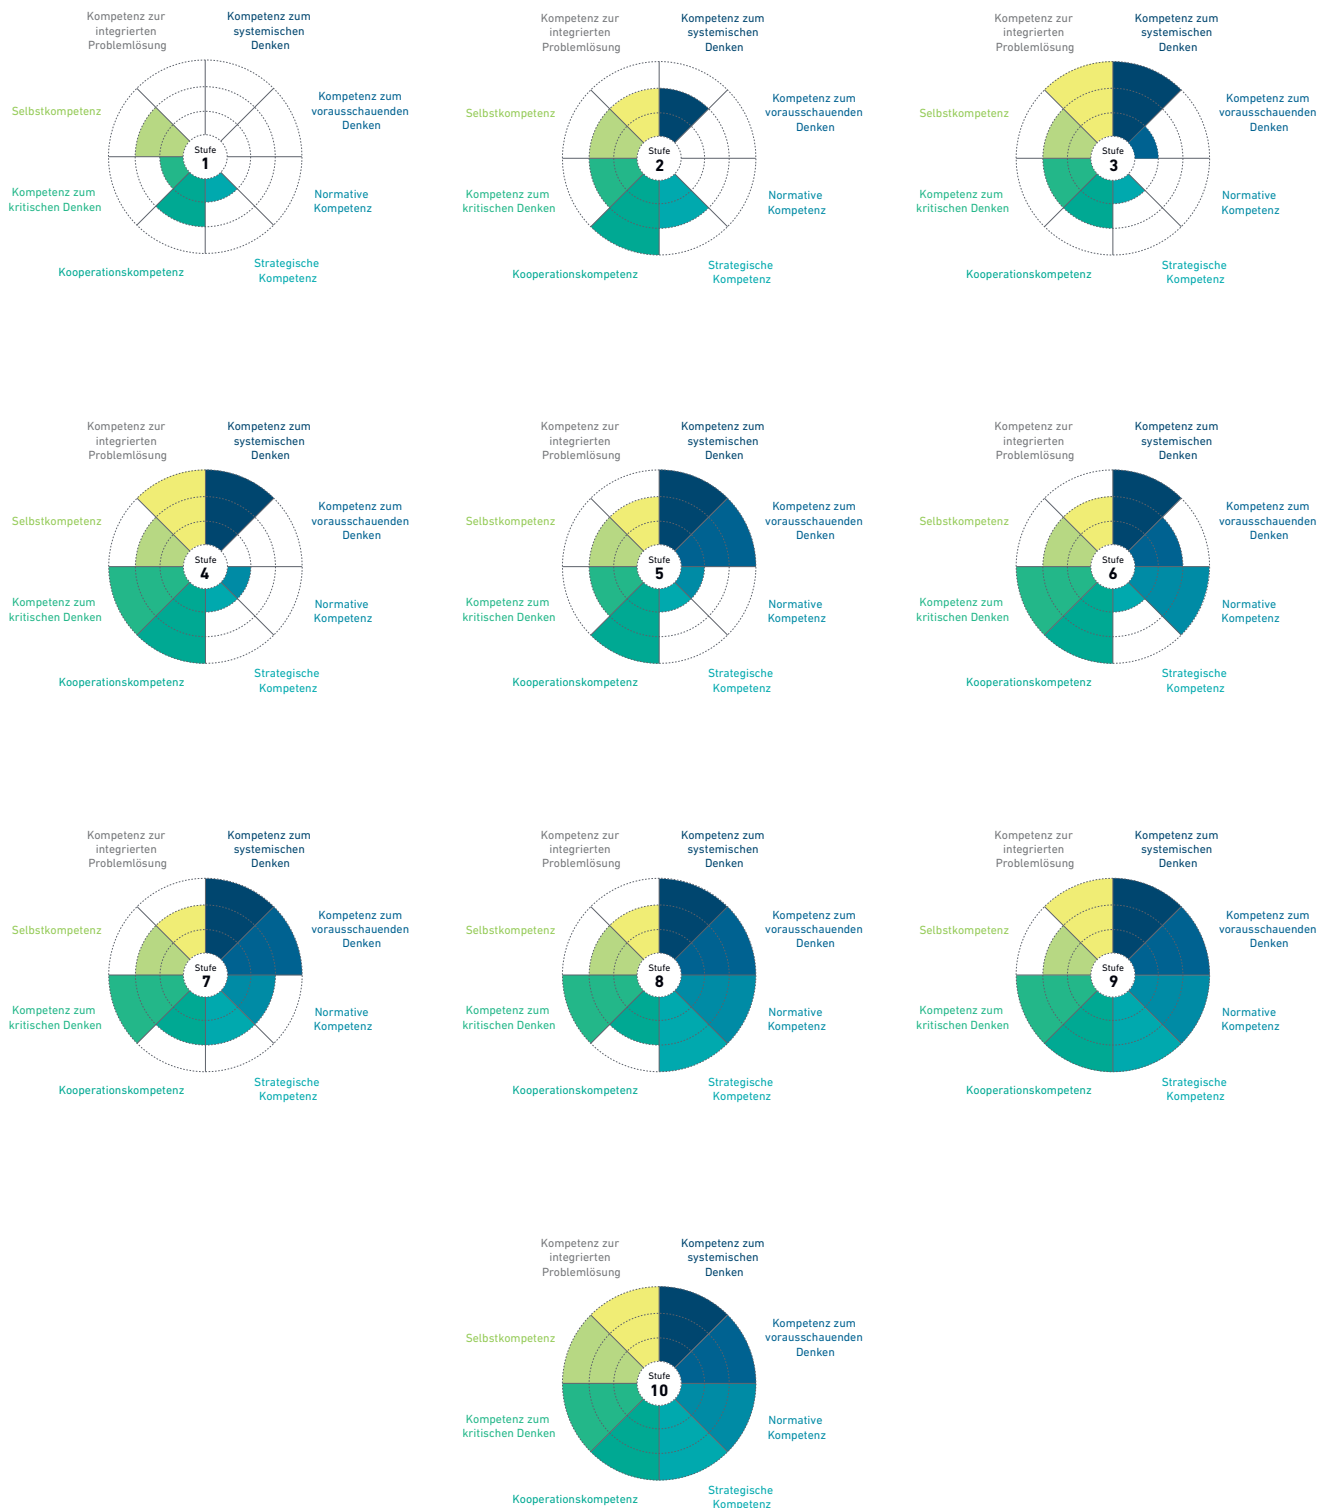 Kompetenz zur
integrierten
Problemlösung
Kompetenz zum
systemischen
Denken
Selbstkompetenz
Kompetenz zum
vorausschauenden
Denken
Stufe
1
Kompetenz zum
kritischen Denken
Normative
Kompetenz
Kooperationskompetenz
Strategische
Kompetenz
Kompetenz zur
integrierten
Problemlösung
Kompetenz zum
systemischen
Denken
Selbstkompetenz
Kompetenz zum
vorausschauenden
Denken
Stufe
2
Kompetenz zum
kritischen Denken
Normative
Kompetenz
Kooperationskompetenz
Strategische
Kompetenz
Kompetenz zur
integrierten
Problemlösung
Kompetenz zum
systemischen
Denken
Selbstkompetenz
Kompetenz zum
vorausschauenden
Denken
Stufe
3
Kompetenz zum
kritischen Denken
Normative
Kompetenz
Kooperationskompetenz
Strategische
Kompetenz
Kompetenz zur
integrierten
Problemlösung
Kompetenz zum
systemischen
Denken
Selbstkompetenz
Kompetenz zum
vorausschauenden
Denken
Stufe
4
Kompetenz zum
kritischen Denken
Normative
Kompetenz
Kooperationskompetenz
Strategische
Kompetenz
Kompetenz zur
integrierten
Problemlösung
Kompetenz zum
systemischen
Denken
Selbstkompetenz
Kompetenz zum
vorausschauenden
Denken
Stufe
5
Kompetenz zum
kritischen Denken
Normative
Kompetenz
Kooperationskompetenz
Strategische
Kompetenz
Kompetenz zur
integrierten
Problemlösung
Kompetenz zum
systemischen
Denken
Selbstkompetenz
Kompetenz zum
vorausschauenden
Denken
Stufe
6
Kompetenz zum
kritischen Denken
Normative
Kompetenz
Kooperationskompetenz
Strategische
Kompetenz
Kompetenz zur
integrierten
Problemlösung
Kompetenz zum
systemischen
Denken
Selbstkompetenz
Kompetenz zum
vorausschauenden
Denken
Stufe
7
Kompetenz zum
kritischen Denken
Normative
Kompetenz
Kooperationskompetenz
Strategische
Kompetenz
Kompetenz zur
integrierten
Problemlösung
Kompetenz zum
systemischen
Denken
Selbstkompetenz
Kompetenz zum
vorausschauenden
Denken
Stufe
8
Kompetenz zum
kritischen Denken
Normative
Kompetenz
Kooperationskompetenz
Strategische
Kompetenz
Kompetenz zur
integrierten
Problemlösung
Kompetenz zum
systemischen
Denken
Selbstkompetenz
Kompetenz zum
vorausschauenden
Denken
Stufe
9
Kompetenz zum
kritischen Denken
Normative
Kompetenz
Kooperationskompetenz
Strategische
Kompetenz
Kompetenz zur
integrierten
Problemlösung
Kompetenz zum
systemischen
Denken
Selbstkompetenz
Kompetenz zum
vorausschauenden
Denken
Stufe
10
Kompetenz zum
kritischen Denken
Normative
Kompetenz
Kooperationskompetenz
Strategische
Kompetenz